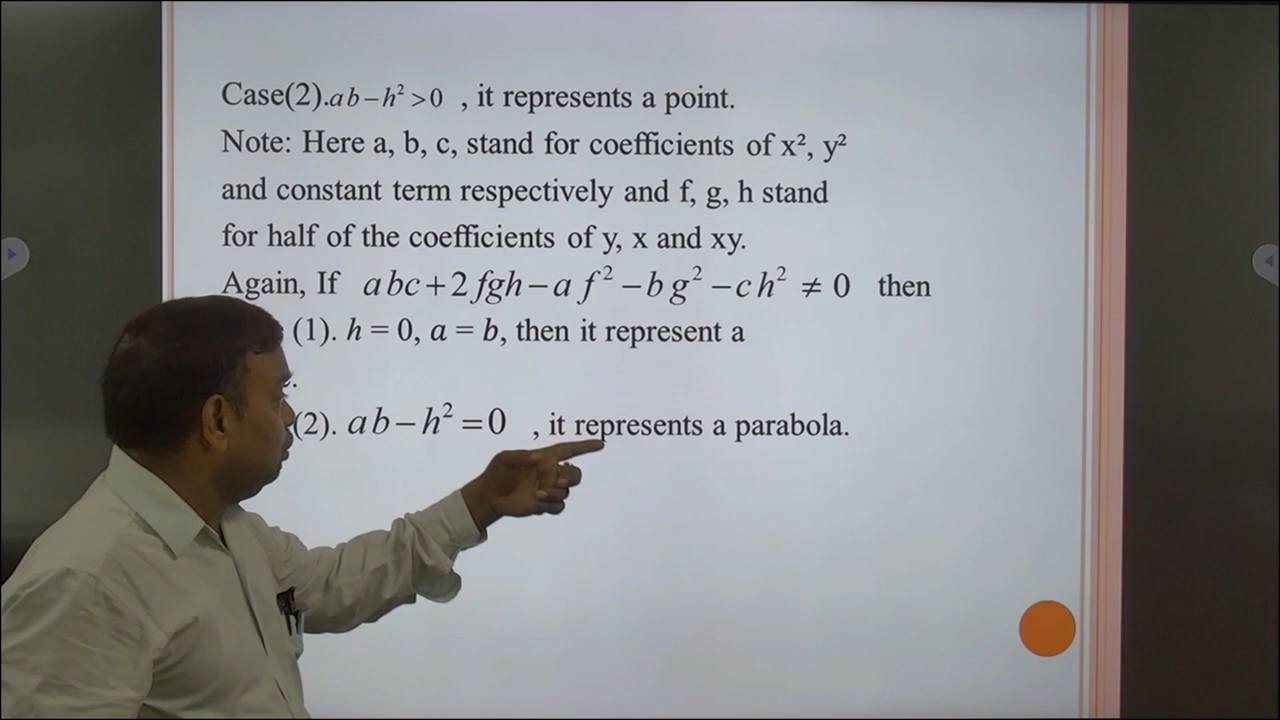 Case(2).ab−h²>0 , it represents a point.
Note: Here a, b, c, stand for coefficients of x², y²
and constant term respectively and f, g, h stand
for half of the coefficients of y, x and xy.
Again, If abc+2fgh−af²−bg²−ch² ≠ 0 then
(1). h = 0, a = b, then it represent a
.
(2). ab−h²=0 , it represents a parabola.